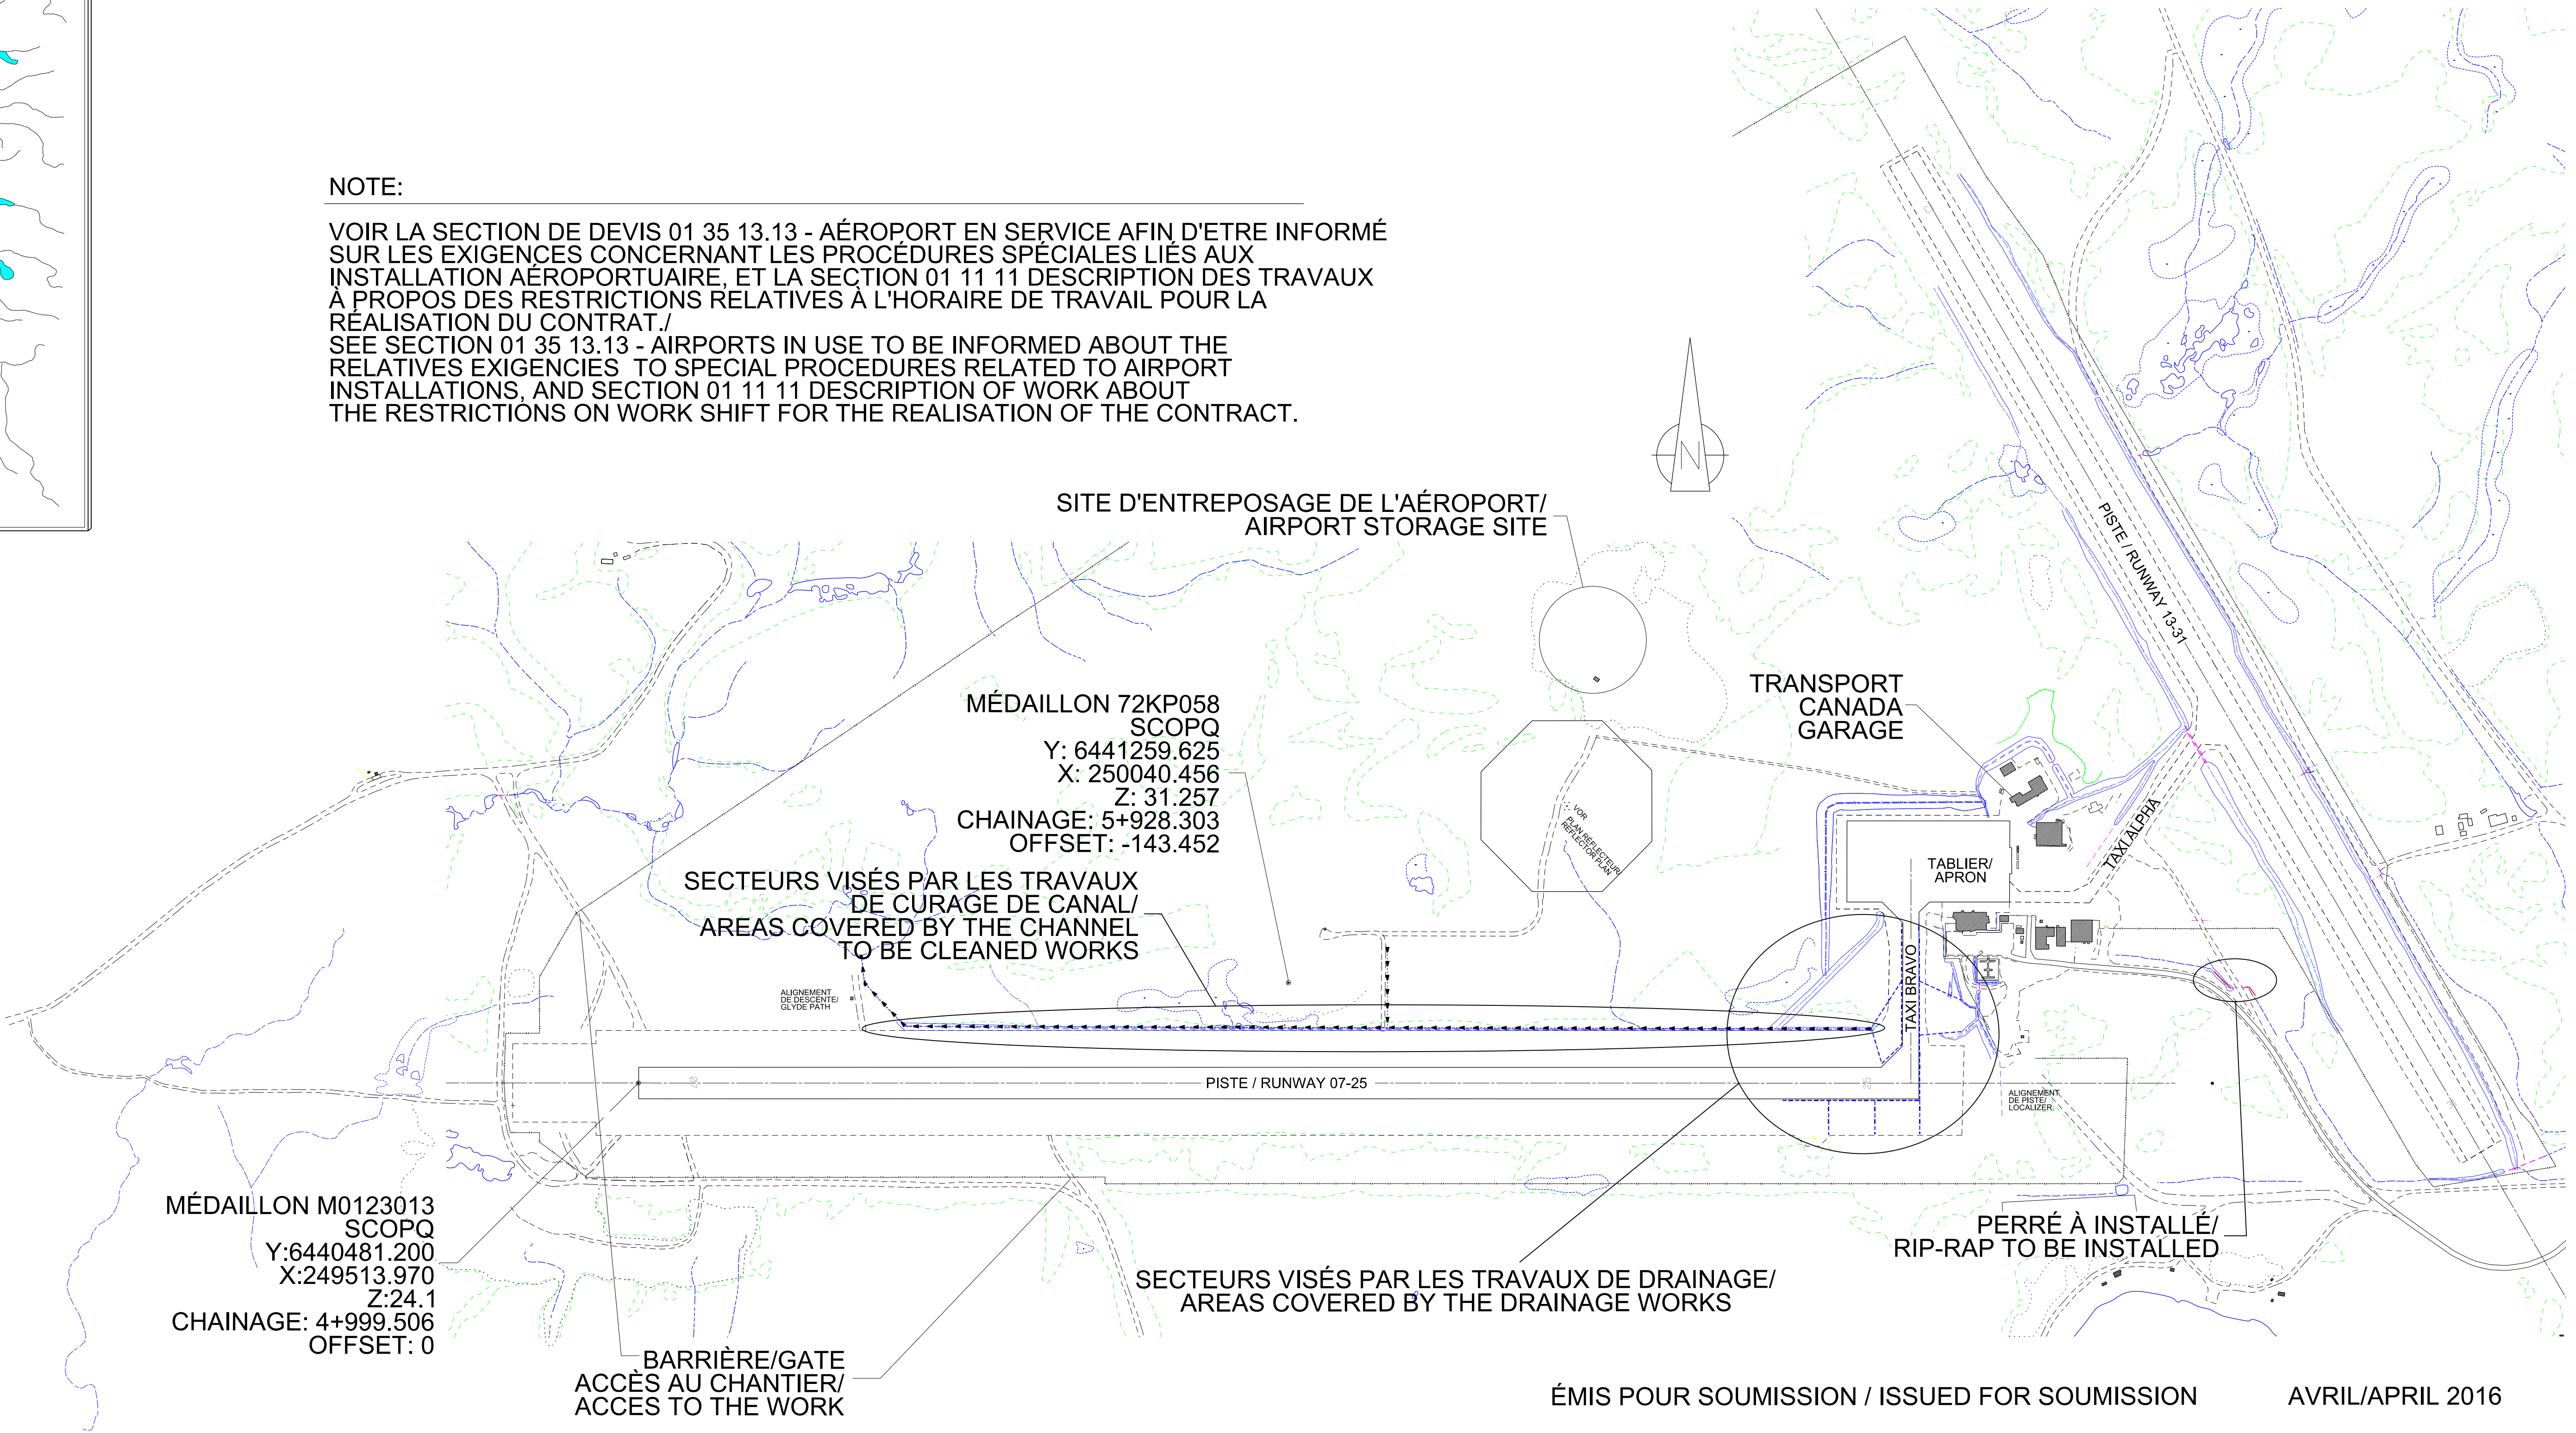 NOTE:
VOIR LA SECTION DE DEVIS 01 35 13.13 - AÉROPORT EN SERVICE AFIN D'ETRE INFORMÉ
SUR LES EXIGENCES CONCERNANT LES PROCÉDURES SPÉCIALES LIÉS AUX
INSTALLATION AÉROPORTUAIRE, ET LA SECTION 01 11 11 DESCRIPTION DES TRAVAUX
À PROPOS DES RESTRICTIONS RELATIVES À L'HORAIRE DE TRAVAIL POUR LA
RÉALISATION DU CONTRAT./
SEE SECTION 01 35 13.13 - AIRPORTS IN USE TO BE INFORMED ABOUT THE
RELATIVES EXIGENCIES TO SPECIAL PROCEDURES RELATED TO AIRPORT
INSTALLATIONS, AND SECTION 01 11 11 DESCRIPTION OF WORK ABOUT
THE RESTRICTIONS ON WORK SHIFT FOR THE REALISATION OF THE CONTRACT.
N
SITE D'ENTREPOSAGE DE L'AÉROPORT/
AIRPORT STORAGE SITE
PISTE / RUNWAY 13-31
MÉDAILLON 72KP058
SCOPQ
Y: 6441259.625
X: 250040.456
Z: 31.257
CHAINAGE: 5+928.303
OFFSET: -143.452
TRANSPORT
CANADA
GARAGE
VOR
PLAN RÉFLECTEUR/
REFLECTOR PLAN
TAXI ALPHA
TABLIER/
APRON
SECTEURS VISÉS PAR LES TRAVAUX
DE CURAGE DE CANAL/
AREAS COVERED BY THE CHANNEL
TO BE CLEANED WORKS
TAXI BRAVO
ALIGNEMENT
DE DESCENTE/
GLYDE PATH
PISTE / RUNWAY 07-25
25
ALIGNEMENT
DE PISTE/
LOCALIZER
MÉDAILLON M0123013
SCOPQ
Y:6440481.200
X:249513.970
Z:24.1
CHAINAGE: 4+999.506
OFFSET: 0
PERRÉ À INSTALLÉ/
RIP-RAP TO BE INSTALLED
SECTEURS VISÉS PAR LES TRAVAUX DE DRAINAGE/
AREAS COVERED BY THE DRAINAGE WORKS
BARRIÈRE/GATE
ACCÈS AU CHANTIER/
ACCES TO THE WORK
ÉMIS POUR SOUMISSION / ISSUED FOR SOUMISSION
AVRIL/APRIL 2016